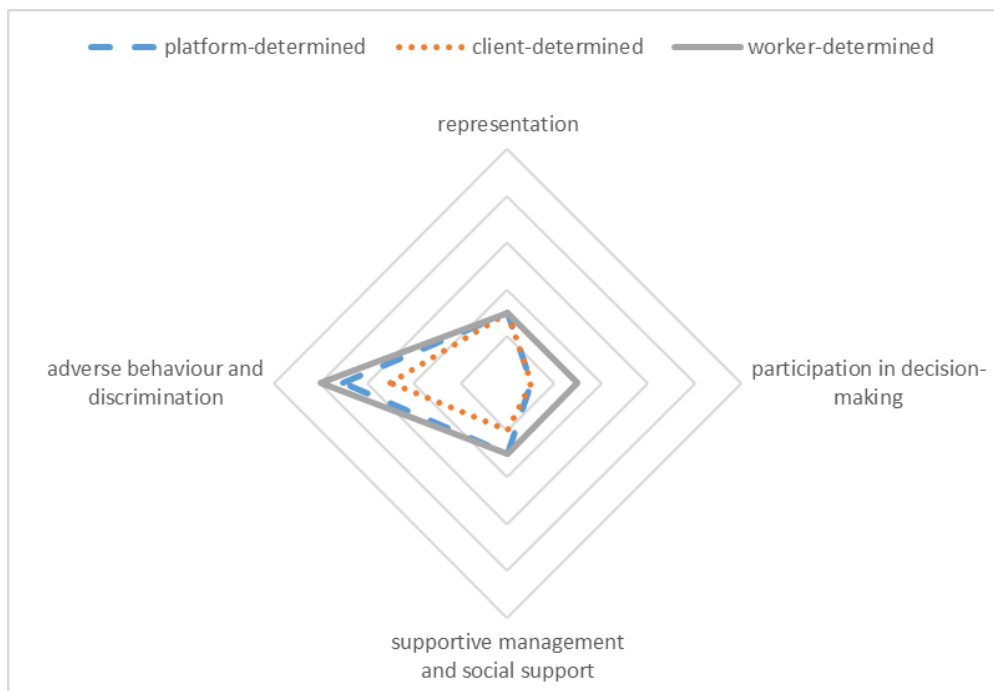 platform-determined client-determined worker-determined
representation
adverse behaviour and
discrimination
participation in decision-
making
supportive management
and social support